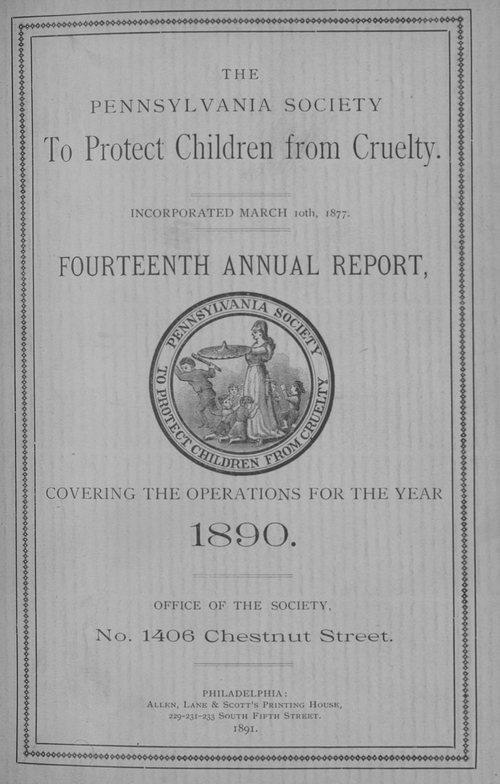 THE
PENNSYLVANIA SOCIETY
To Protect Children from Cruelty.
INCORPORATED MARCH 10th, 1877.
FOURTEENTH ANNUAL REPORT,
PENNSYLVANIA SOCIETY
TO PROTECT CHILDREN FROM CRUELTY
COVERING THE OPERATIONS FOR THE YEAR
1890.
OFFICE OF THE SOCIETY,
No. 1406 Chestnut Street.
PHILADELPHIA:
ALLEN, LANE & SCOTT'S PRINTING HOUSE,
229-231-233 SOUTH FIFTH STREET.
1891.